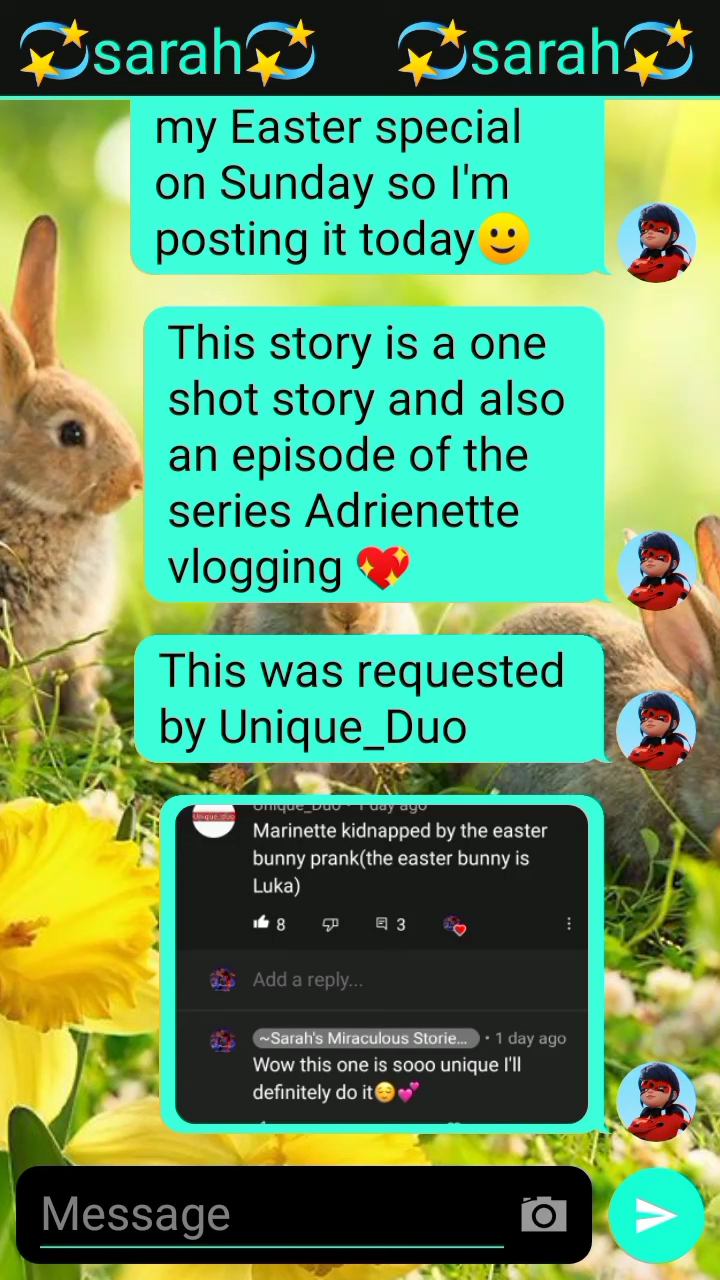 💫sarah💫 💫sarah💫
my Easter special
on Sunday so I'm
posting it today🙂
This story is a one
shot story and also
an episode of the
series Adrienette
vlogging 💖
This was requested
by Unique_Duo
Unique_Duo • 1 day ago
Unique_duo
Marinette kidnapped by the easter
bunny prank(the easter bunny is
Luka)
8 3
Add a reply...
~Sarah's Miraculous Storie... • 1 day ago
Wow this one is sooo unique I'll
definitely do it😌💕
Message